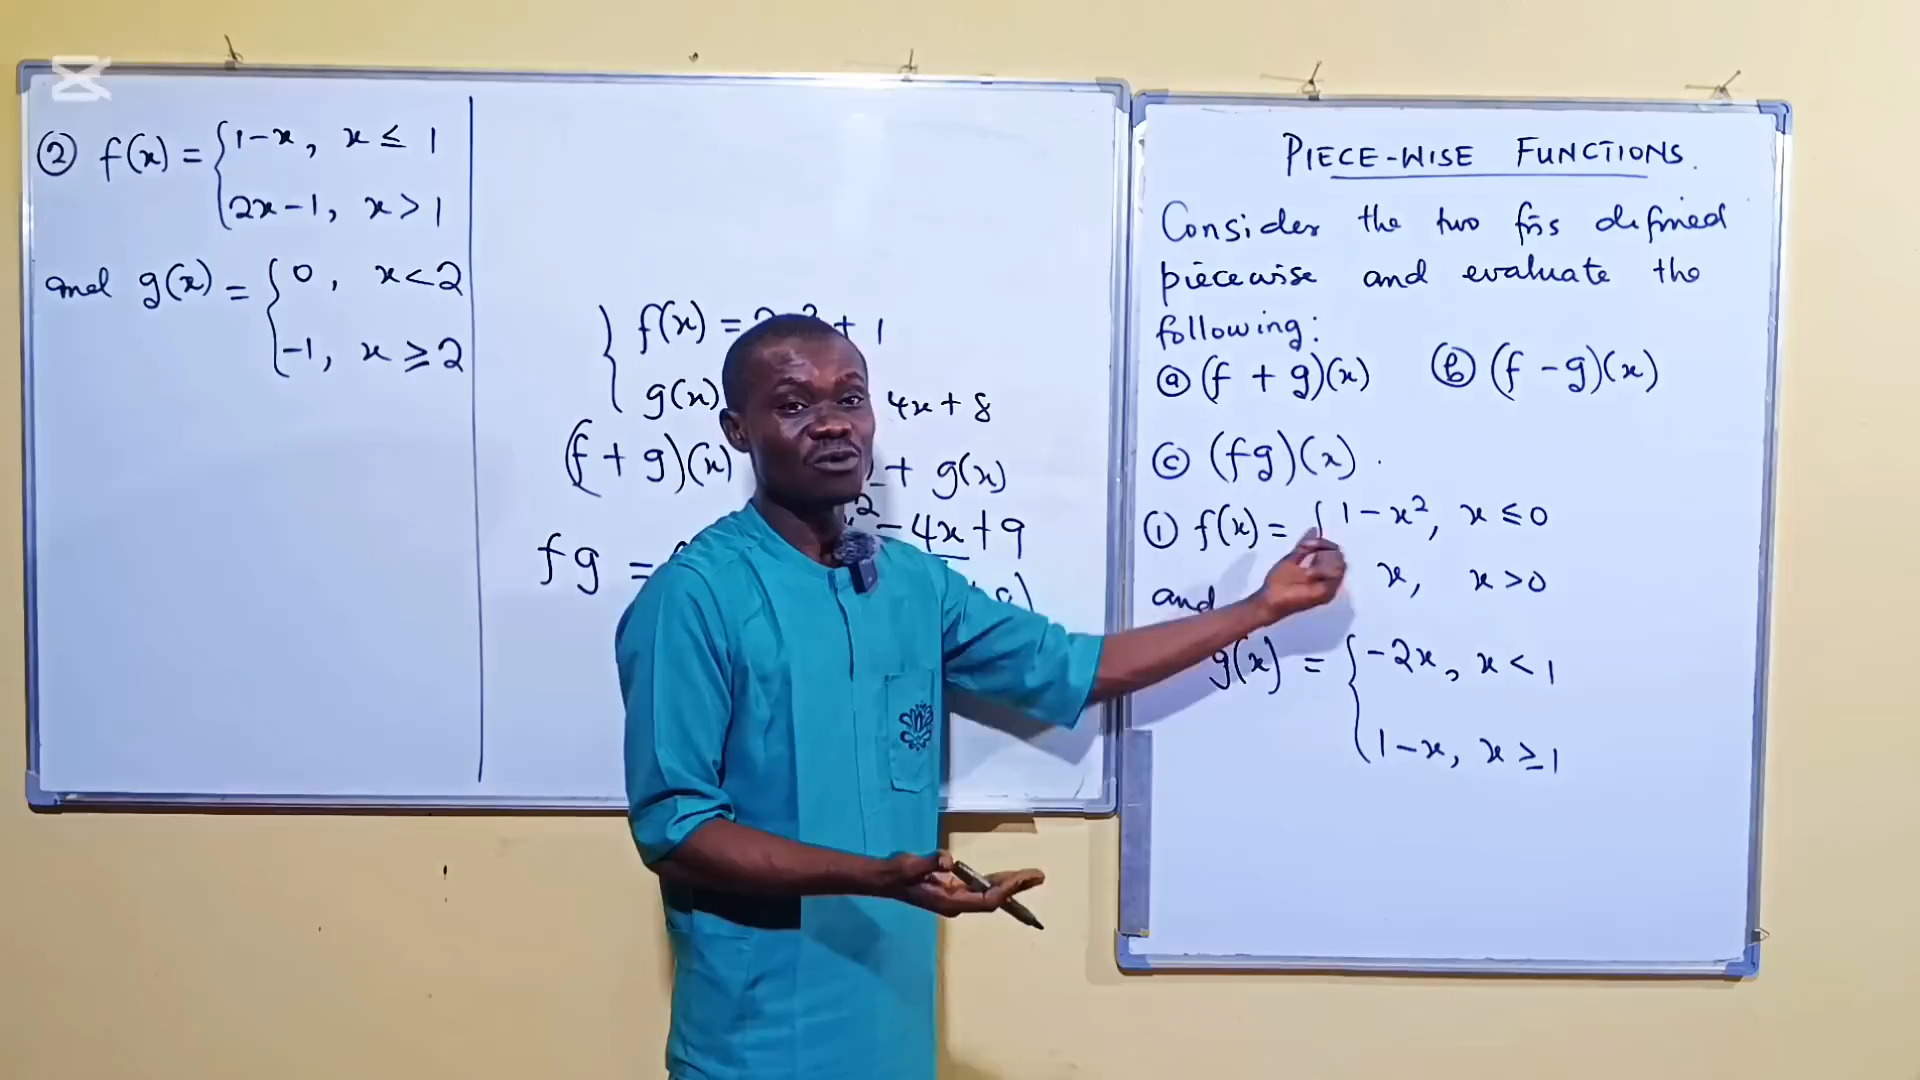 ② f(x) = { 1-x, x ≤ 1
2x-1, x > 1
and g(x) = { 0, x < 2
-1, x ≥ 2
{ f(x) = + 1
g(x) 4x + 8
(f + g)(x) + g(x)
- 4x + 9
fg =
PIECE-WISE FUNCTIONS.
Consider the two fns defined
piecewise and evaluate the
following:
ⓐ (f + g)(x) ⓑ (f - g)(x)
ⓒ (fg)(x).
① f(x) = { 1 - x², x ≤ 0
x, x > 0
and
g(x) = { -2x, x < 1
1-x, x ≥ 1